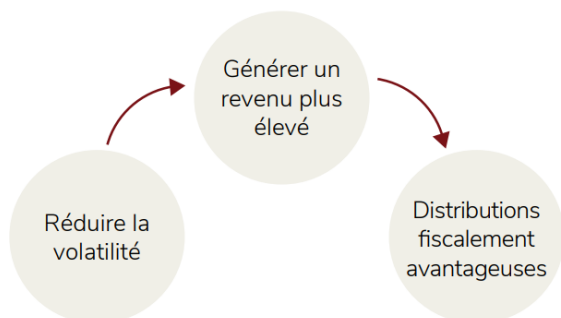 Générer un
revenu plus
élevé
Réduire la
volatilité
Distributions
fiscalement
avantageuses